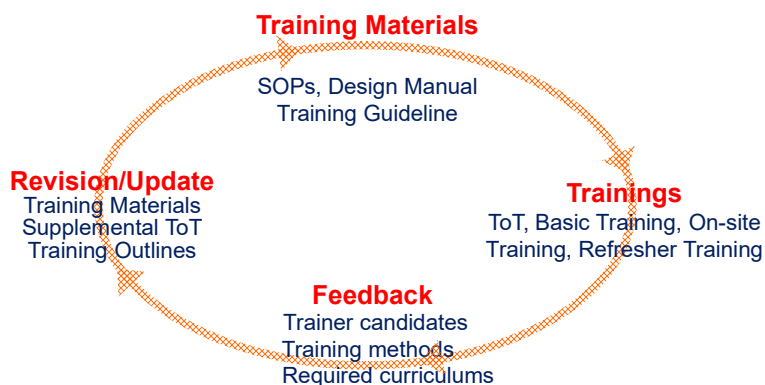 Training Materials
SOPs, Design Manual
Training Guideline
Revision/Update
Training Materials
Supplemental ToT
Training Outlines
Trainings
ToT, Basic Training, On-site
Training, Refresher Training
Feedback
Trainer candidates
Training methods
Required curriculums